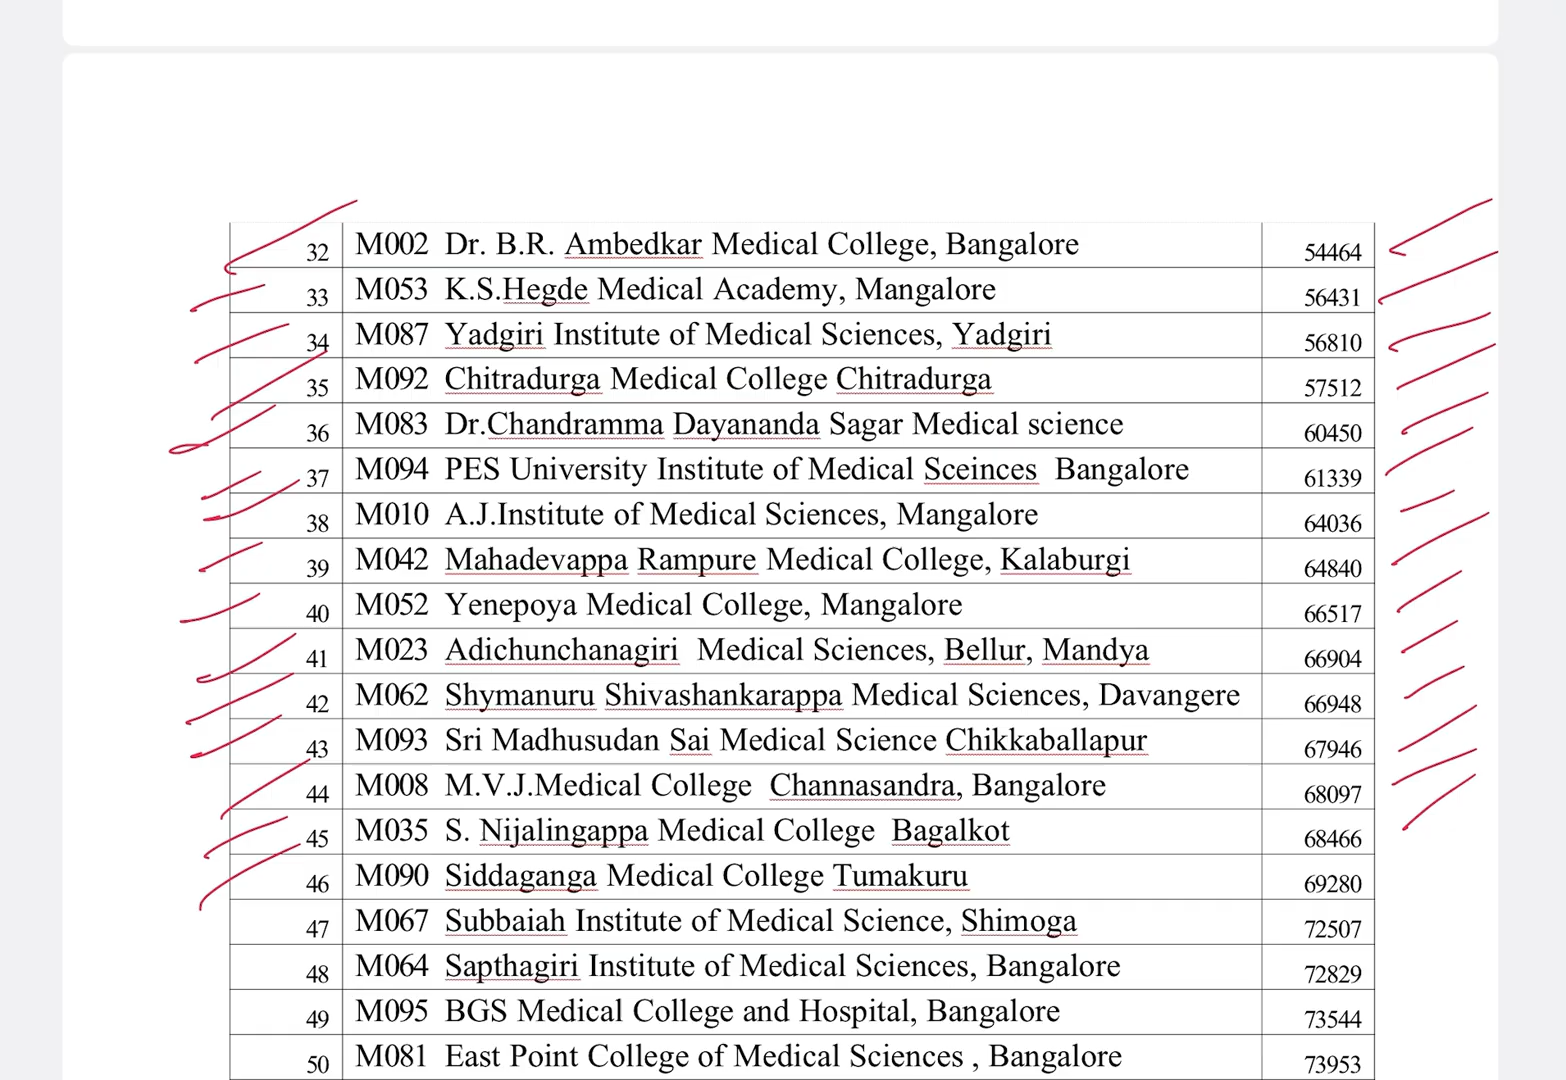 32 M002 Dr. B.R. Ambedkar Medical College, Bangalore 54464
33 M053 K.S.Hegde Medical Academy, Mangalore 56431
34 M087 Yadgiri Institute of Medical Sciences, Yadgiri 56810
35 M092 Chitradurga Medical College Chitradurga 57512
36 M083 Dr.Chandramma Dayananda Sagar Medical science 60450
37 M094 PES University Institute of Medical Sceinces Bangalore 61339
38 M010 A.J.Institute of Medical Sciences, Mangalore 64036
39 M042 Mahadevappa Rampure Medical College, Kalaburgi 64840
40 M052 Yenepoya Medical College, Mangalore 66517
41 M023 Adichunchanagiri Medical Sciences, Bellur, Mandya 66904
42 M062 Shymanuru Shivashankarappa Medical Sciences, Davangere 66948
43 M093 Sri Madhusudan Sai Medical Science Chikkaballapur 67946
44 M008 M.V.J.Medical College Channasandra, Bangalore 68097
45 M035 S. Nijalingappa Medical College Bagalkot 68466
46 M090 Siddaganga Medical College Tumakuru 69280
47 M067 Subbaiah Institute of Medical Science, Shimoga 72507
48 M064 Sapthagiri Institute of Medical Sciences, Bangalore 72829
49 M095 BGS Medical College and Hospital, Bangalore 73544
50 M081 East Point College of Medical Sciences , Bangalore 73953